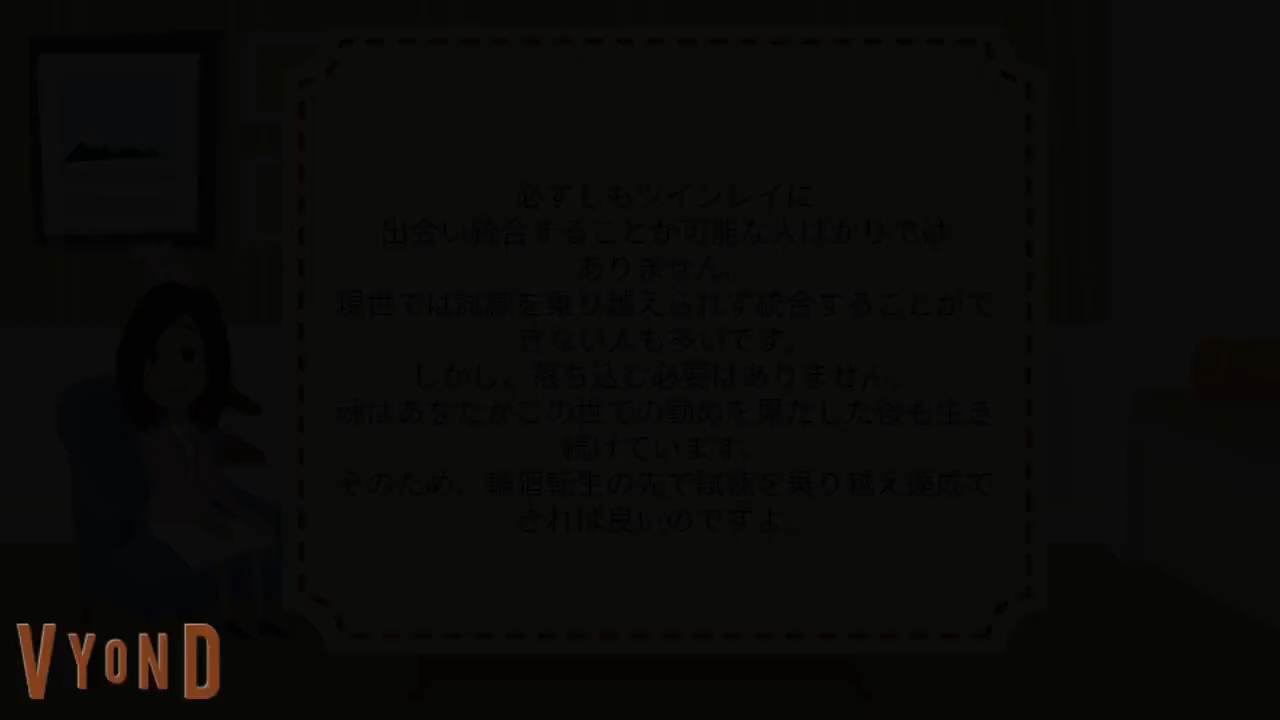 必ずしもツインレイに
出会い統合することが可能な人ばかりでは
ありません。
現世では試練を乗り越えられず統合することがで
きない人も多いです。
しかし、落ち込む必要はありません。
魂はあなたがこの世での勤めを果たした後も生き
続けています。
そのため、輪廻転生の先で試練を乗り越え達成で
きれば良いのですよ。
VYOND